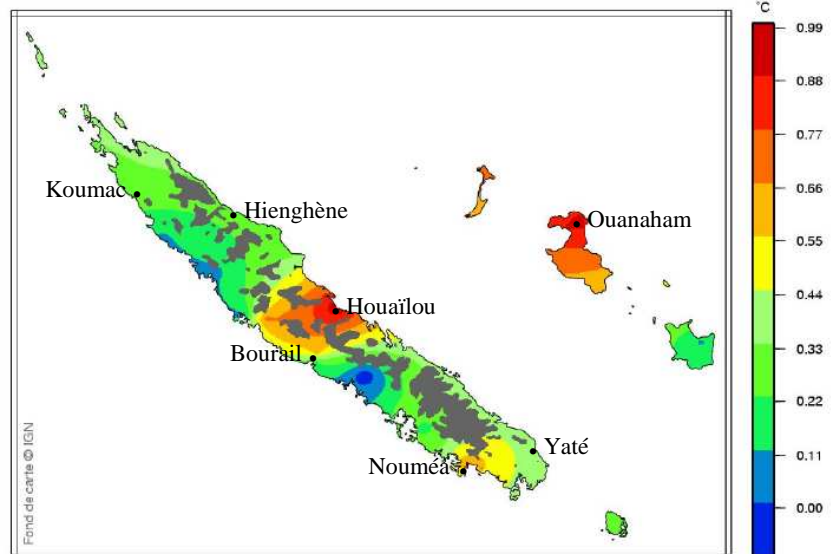 °C
0.99
0.88
0.77
0.66
0.55
0.44
0.33
0.22
0.11
0.00
Koumac
Hienghène
Ouanaham
Houaïlou
Bourail
Yaté
Nouméa
Fond de carte © IGN